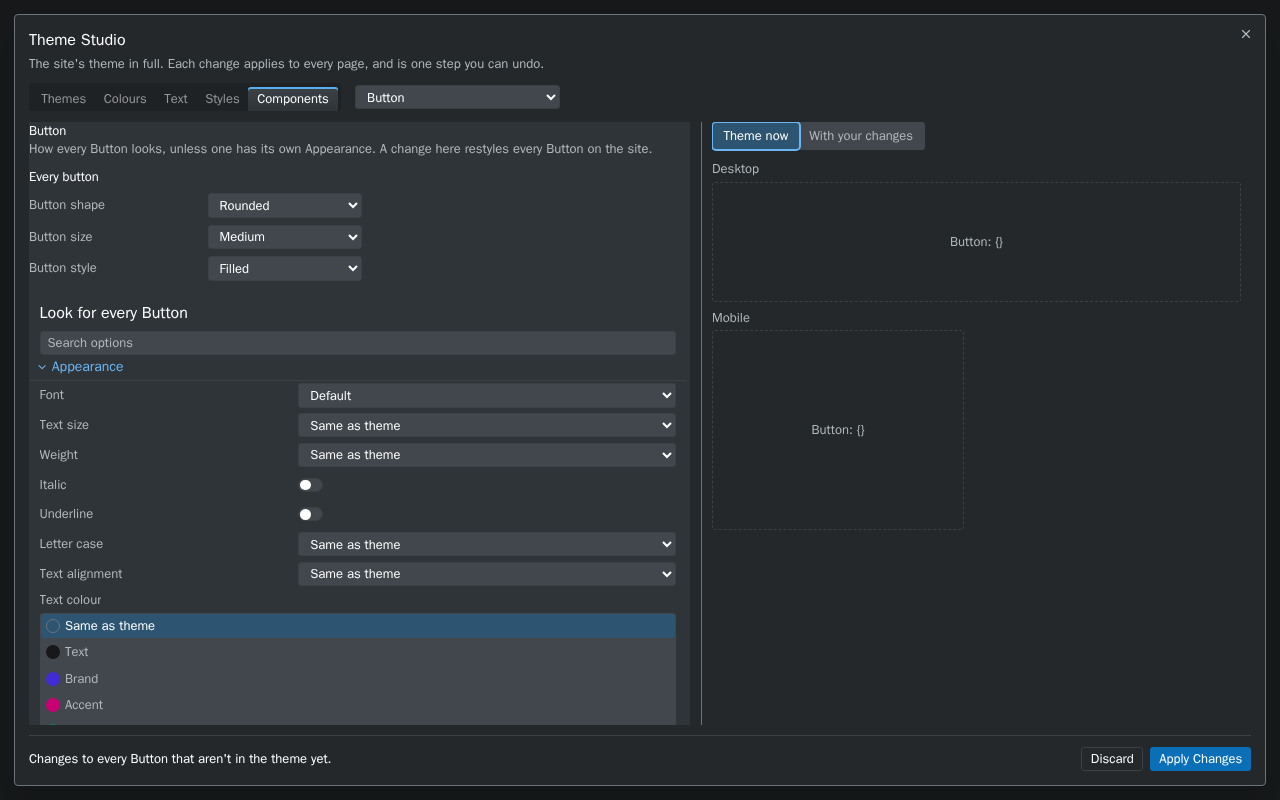 Theme Studio
×
The site's theme in full. Each change applies to every page, and is one step you can undo.
Themes
Colours
Text
Styles
Components
Button
Button
How every Button looks, unless one has its own Appearance. A change here restyles every Button on the site.
Every button
Button shape
Rounded
Button size
Medium
Button style
Filled
Look for every Button
Search options
Appearance
Font
Default
Text size
Same as theme
Weight
Same as theme
Italic
Underline
Letter case
Same as theme
Text alignment
Same as theme
Text colour
Same as theme
Text
Brand
Accent
Theme now
With your changes
Desktop
Button: {}
Mobile
Button: {}
Changes to every Button that aren't in the theme yet.
Discard
Apply Changes